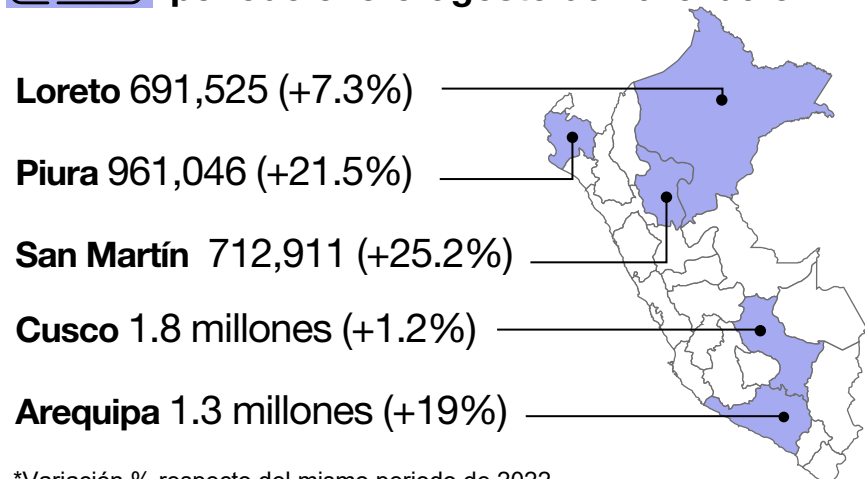 Loreto 691,525 (+7.3%)
Piura 961,046 (+21.5%)
San Martín 712,911 (+25.2%)
Cusco 1.8 millones (+1.2%)
Arequipa 1.3 millones (+19%)